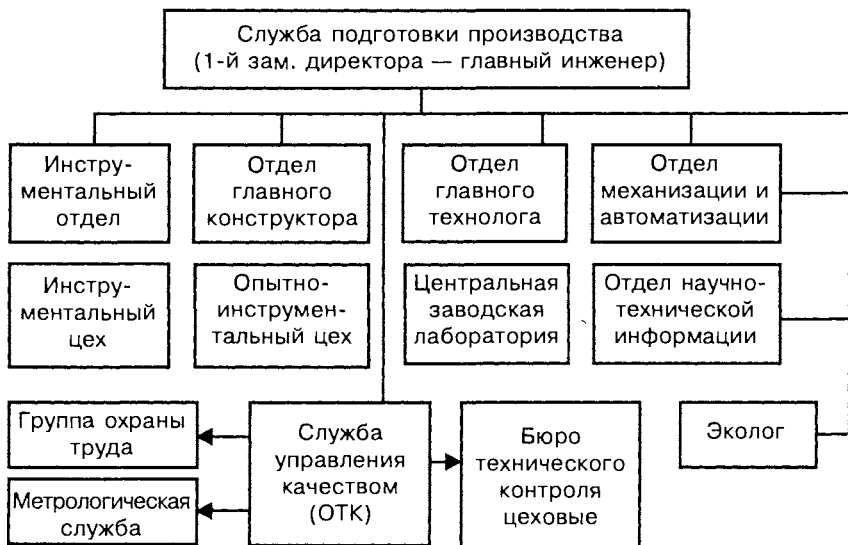 Служба подготовки производства
(1-й зам. директора — главный инженер)
Инстру-
ментальный
отдел
Отдел
главного
конструктора
Отдел
главного
технолога
Отдел
механизации и
автоматизации
Инстру-
ментальный
цех
Опытно-
инструмен-
тальный цех
Центральная
заводская
лаборатория
Отдел научно-
технической
информации
Группа охраны
труда
Метрологическая
служба
Служба
управления
качеством
(ОТК)
Бюро
технического
контроля
цеховые
Эколог